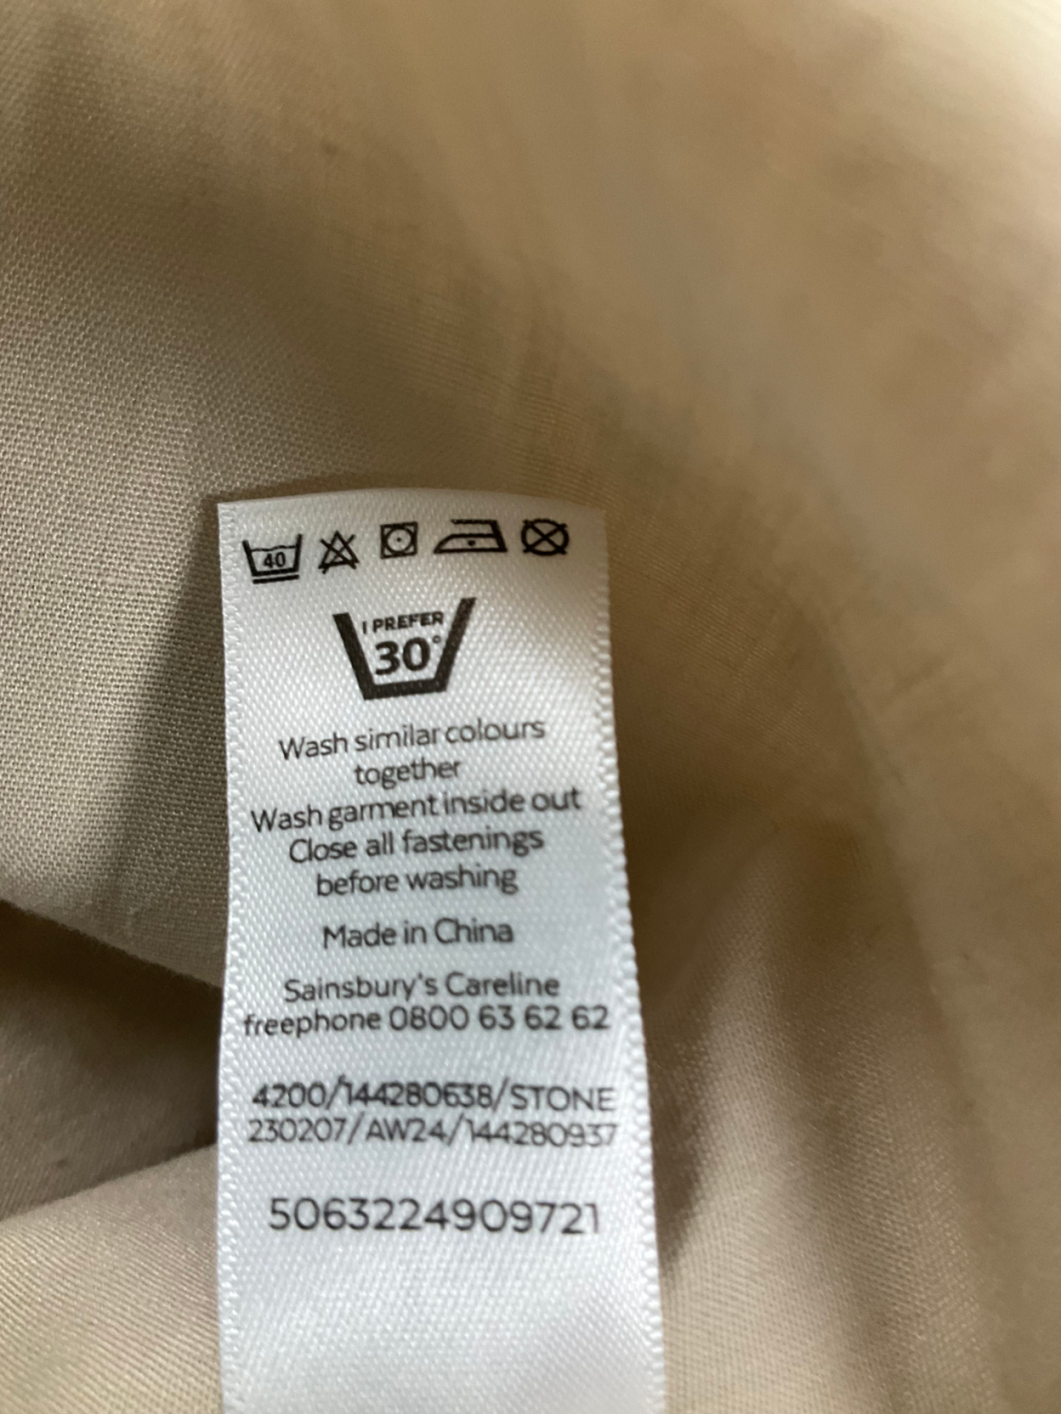 40
I PREFER
30°
Wash similar colours
together
Wash garment inside out
Close all fastenings
before washing
Made in China
Sainsbury's Careline
freephone 0800 63 62 62
4200/144280638/STONE
230207/AW24/144280937
5063224909721